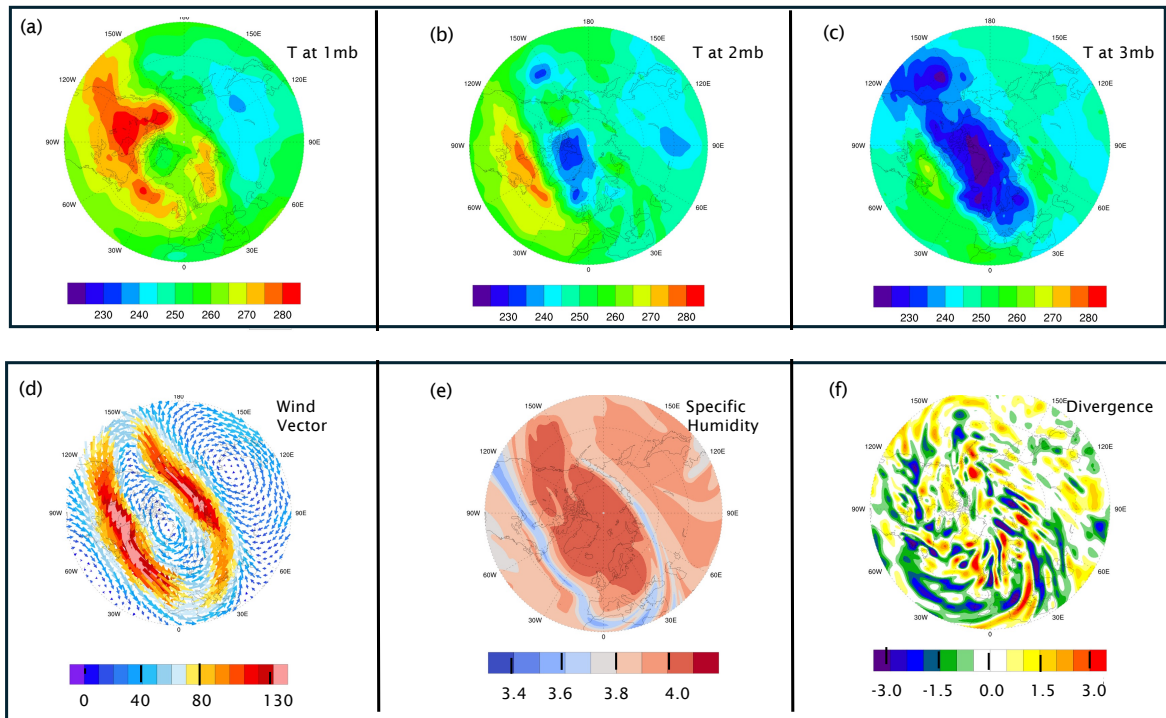 (a)
T at 1mb
180
150W
150E
120W
120E
90W
90E
60W
60E
30W
30E
0
230 240 250 260 270 280
(b)
T at 2mb
180
150W
150E
120W
120E
90W
90E
60W
60E
30W
30E
0
230 240 250 260 270 280
(c)
T at 3mb
180
150W
150E
120W
120E
90W
90E
60W
60E
30W
30E
0
230 240 250 260 270 280
(d)
Wind
Vector
180
150W
150E
120W
120E
90W
90E
60W
60E
30W
30E
0
0 40 80 130
(e)
Specific
Humidity
150W
150E
120W
120E
90W
90E
60W
60E
30W
30E
0
3.4 3.6 3.8 4.0
(f)
Divergence
150W
150E
120W
120E
90W
90E
60W
60E
30W
30E
0
-3.0 -1.5 0.0 1.5 3.0